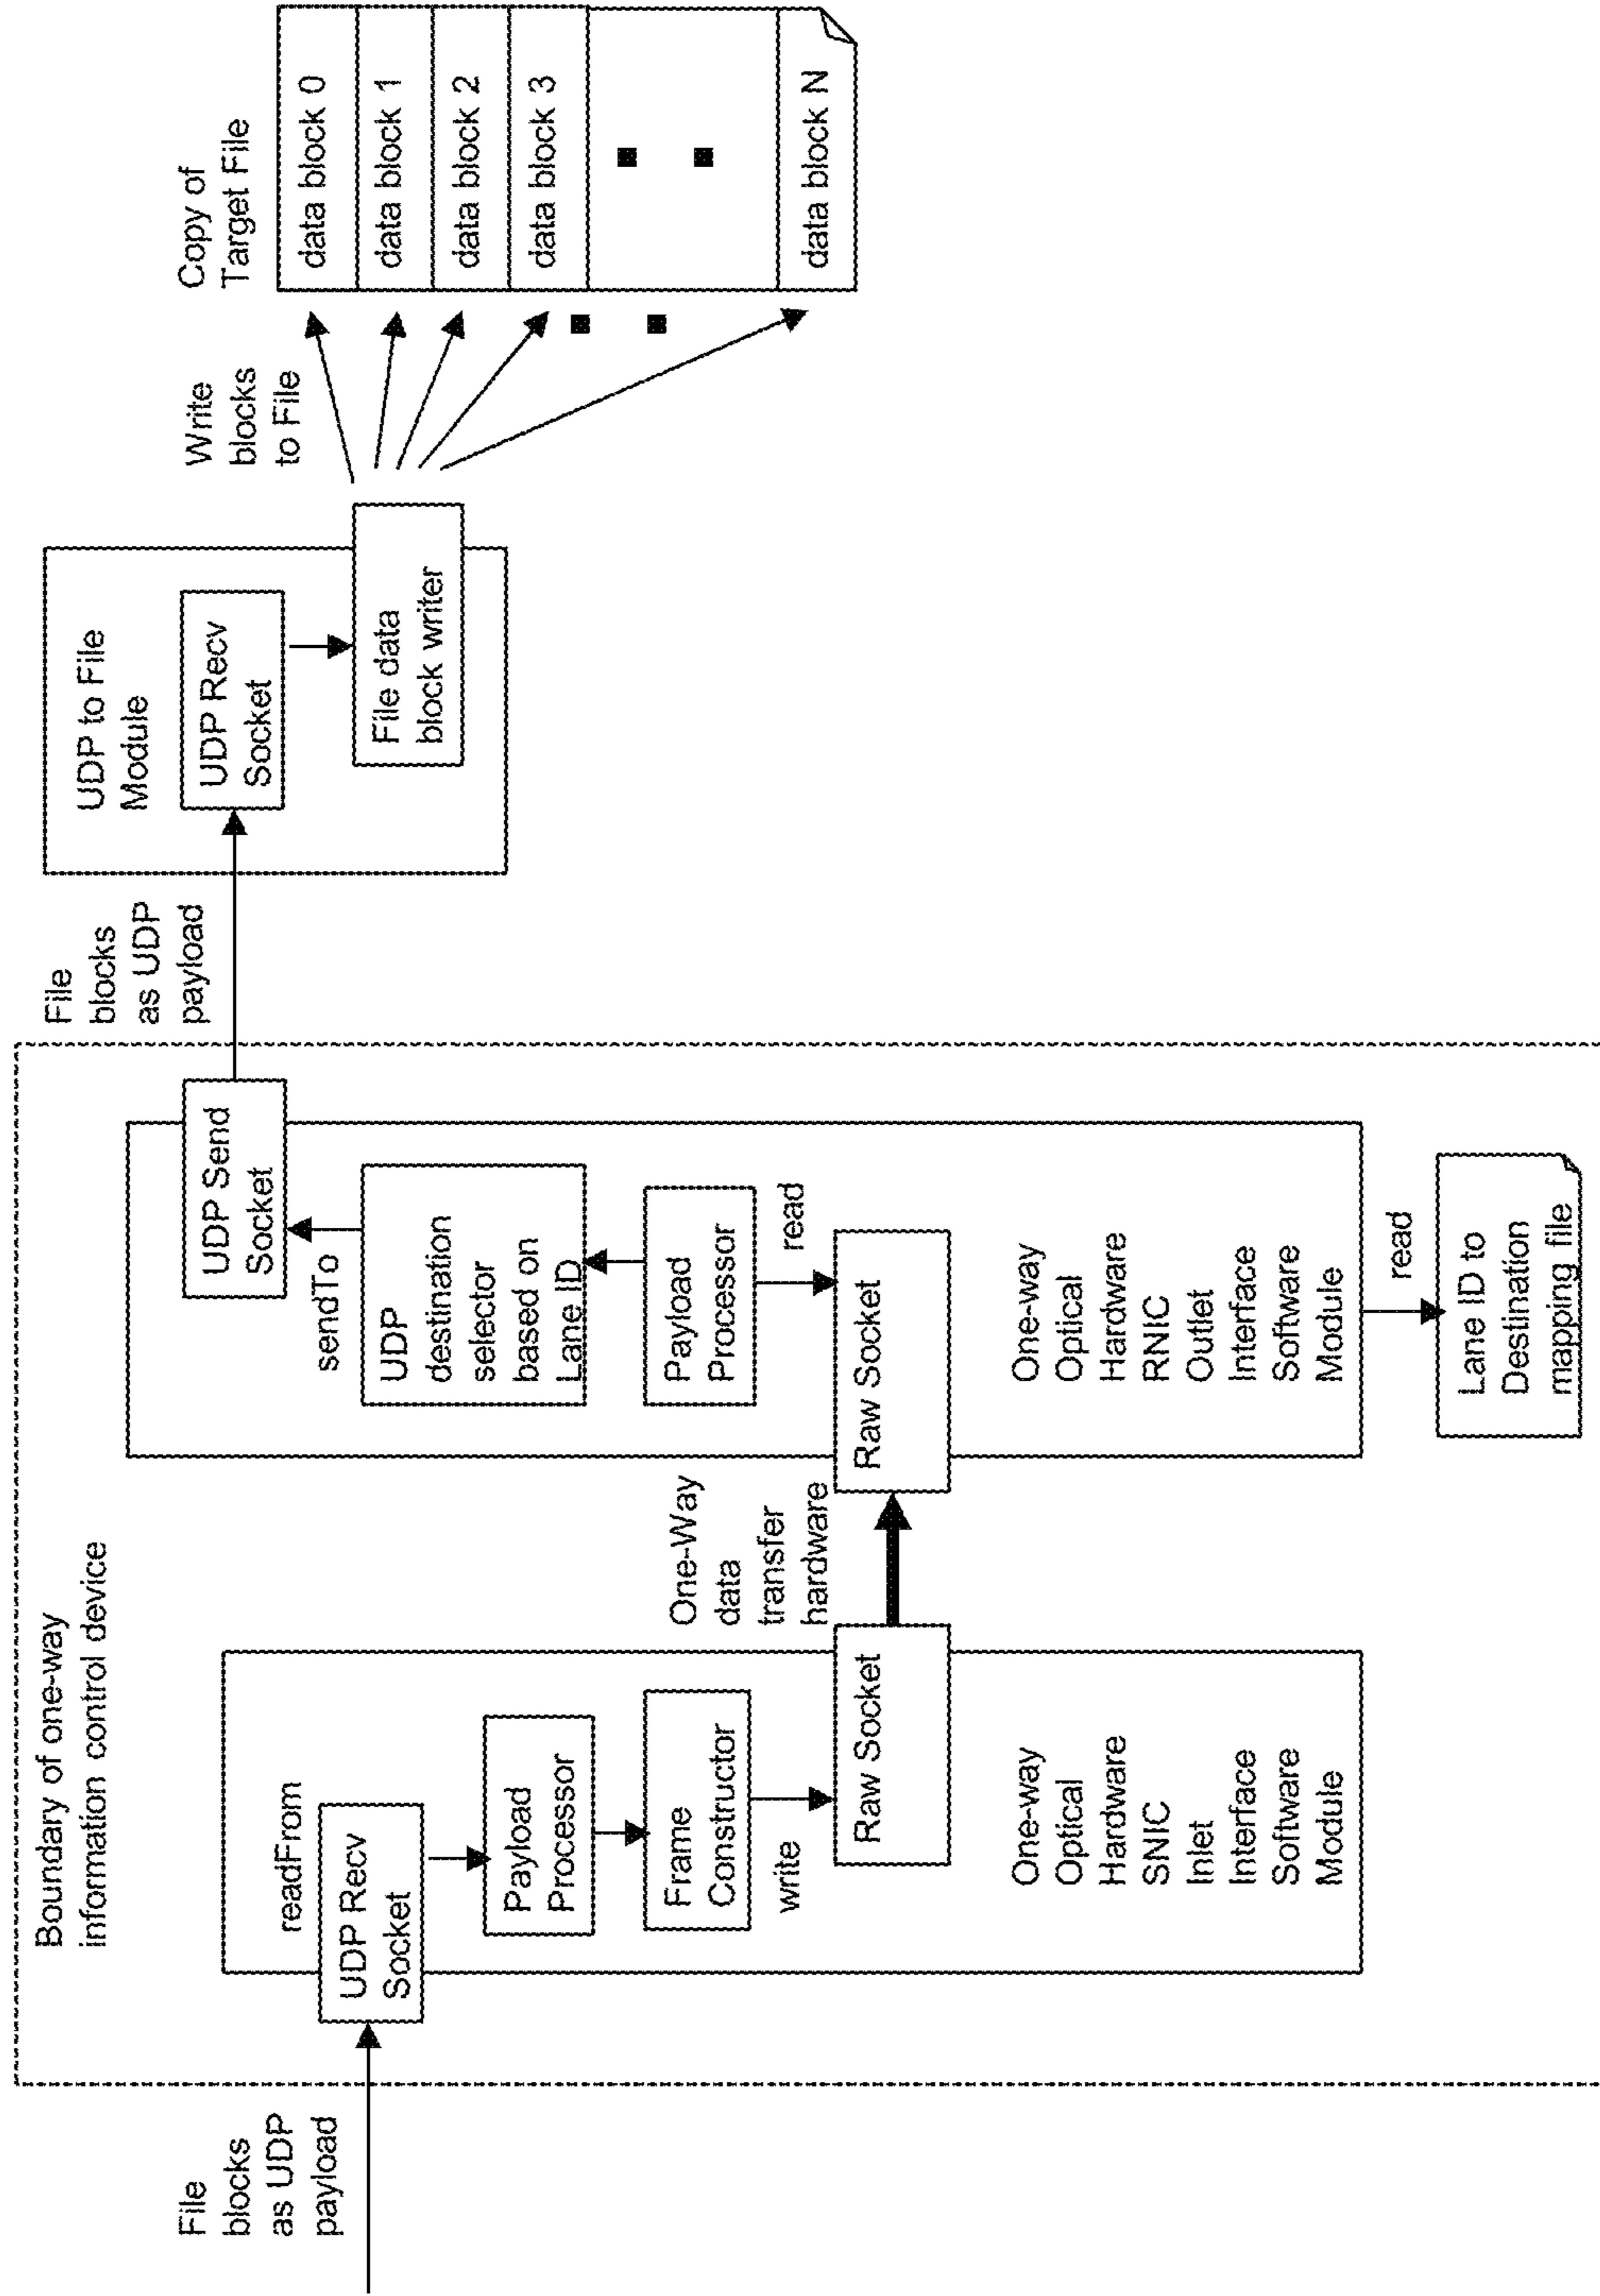 Boundary of one-way
information control device
File
blocks
as UDP
payload
readFrom
UDP Recv
Socket
Payload
Processor
Frame
Constructor
write
Raw Socket
One-way
Optical
Hardware
SNIC
Inlet
Interface
Software
Module
One-Way
data
transfer
hardware
UDP Send
Socket
sendTo
UDP
destination
selector
based on
Lane ID
Payload
Processor
read
Raw Socket
One-way
Optical
Hardware
RNIC
Outlet
Interface
Software
Module
read
Lane ID to
Destination
mapping file
File
blocks
as UDP
payload
UDP to File
Module
UDP Recv
Socket
File data
block writer
Write
blocks
to File
Copy of
Target File
data block 0
data block 1
data block 2
data block 3
data block N